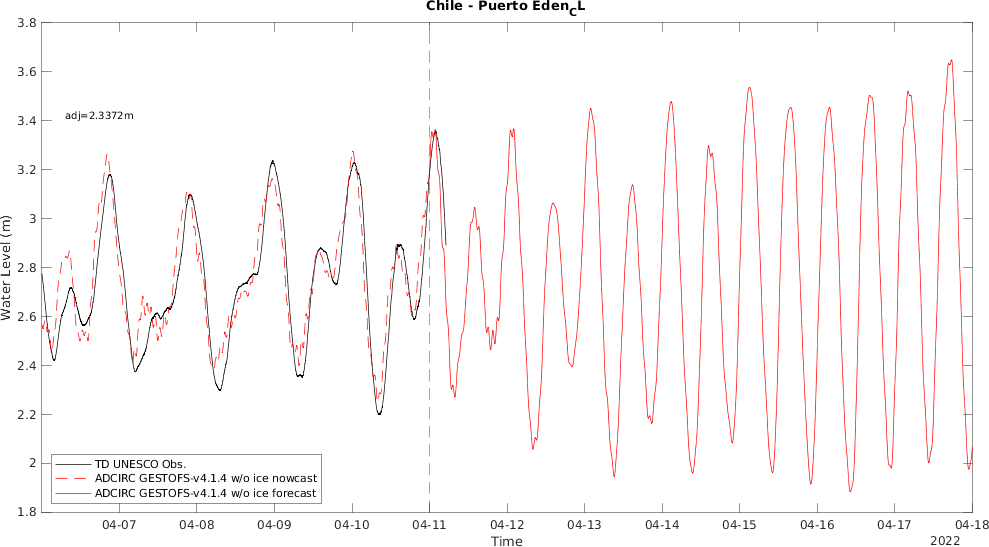 Chile - Puerto Eden_CL
3.8
3.6
3.4
3.2
3
2.8
2.6
2.4
2.2
2
1.8
Water Level (m)
adj=2.3372m
TD UNESCO Obs.
ADCIRC GESTOFS-v4.1.4 w/o ice nowcast
ADCIRC GESTOFS-v4.1.4 w/o ice forecast
04-07 04-08 04-09 04-10 04-11 04-12 04-13 04-14 04-15 04-16 04-17 04-18
Time
2022